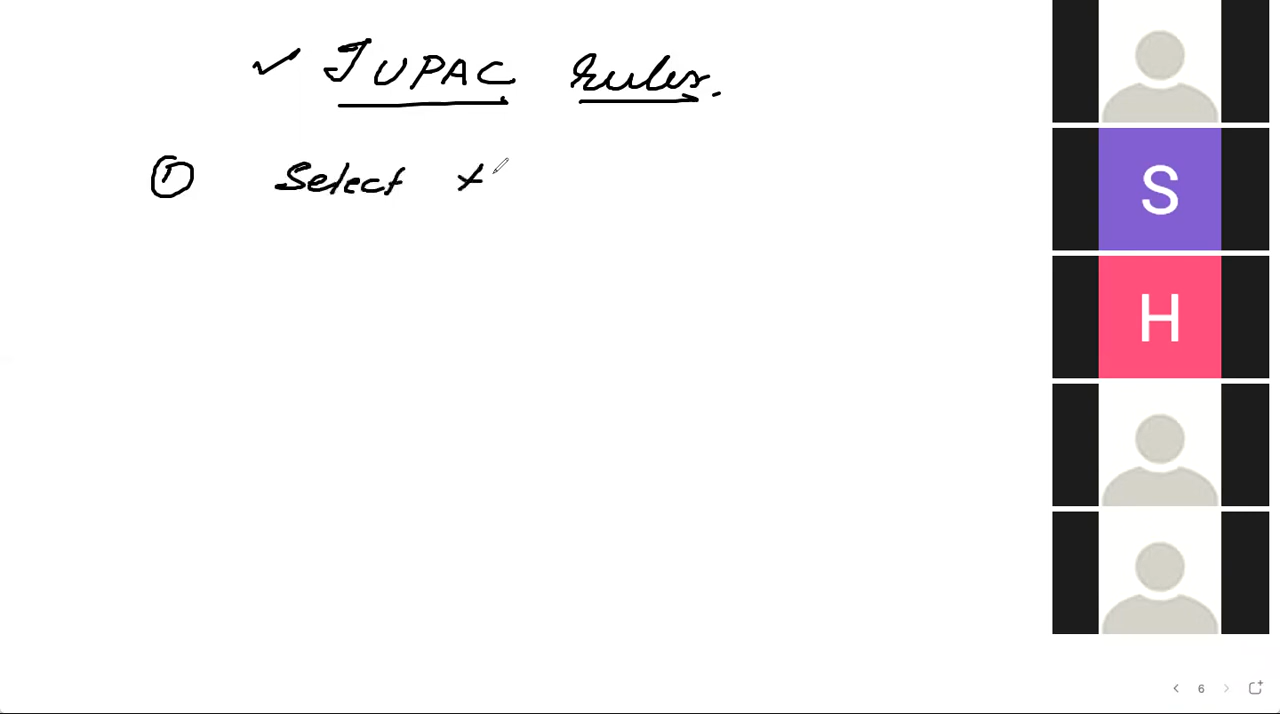 ✓ IUPAC Rules.
① Select t
S
H
6